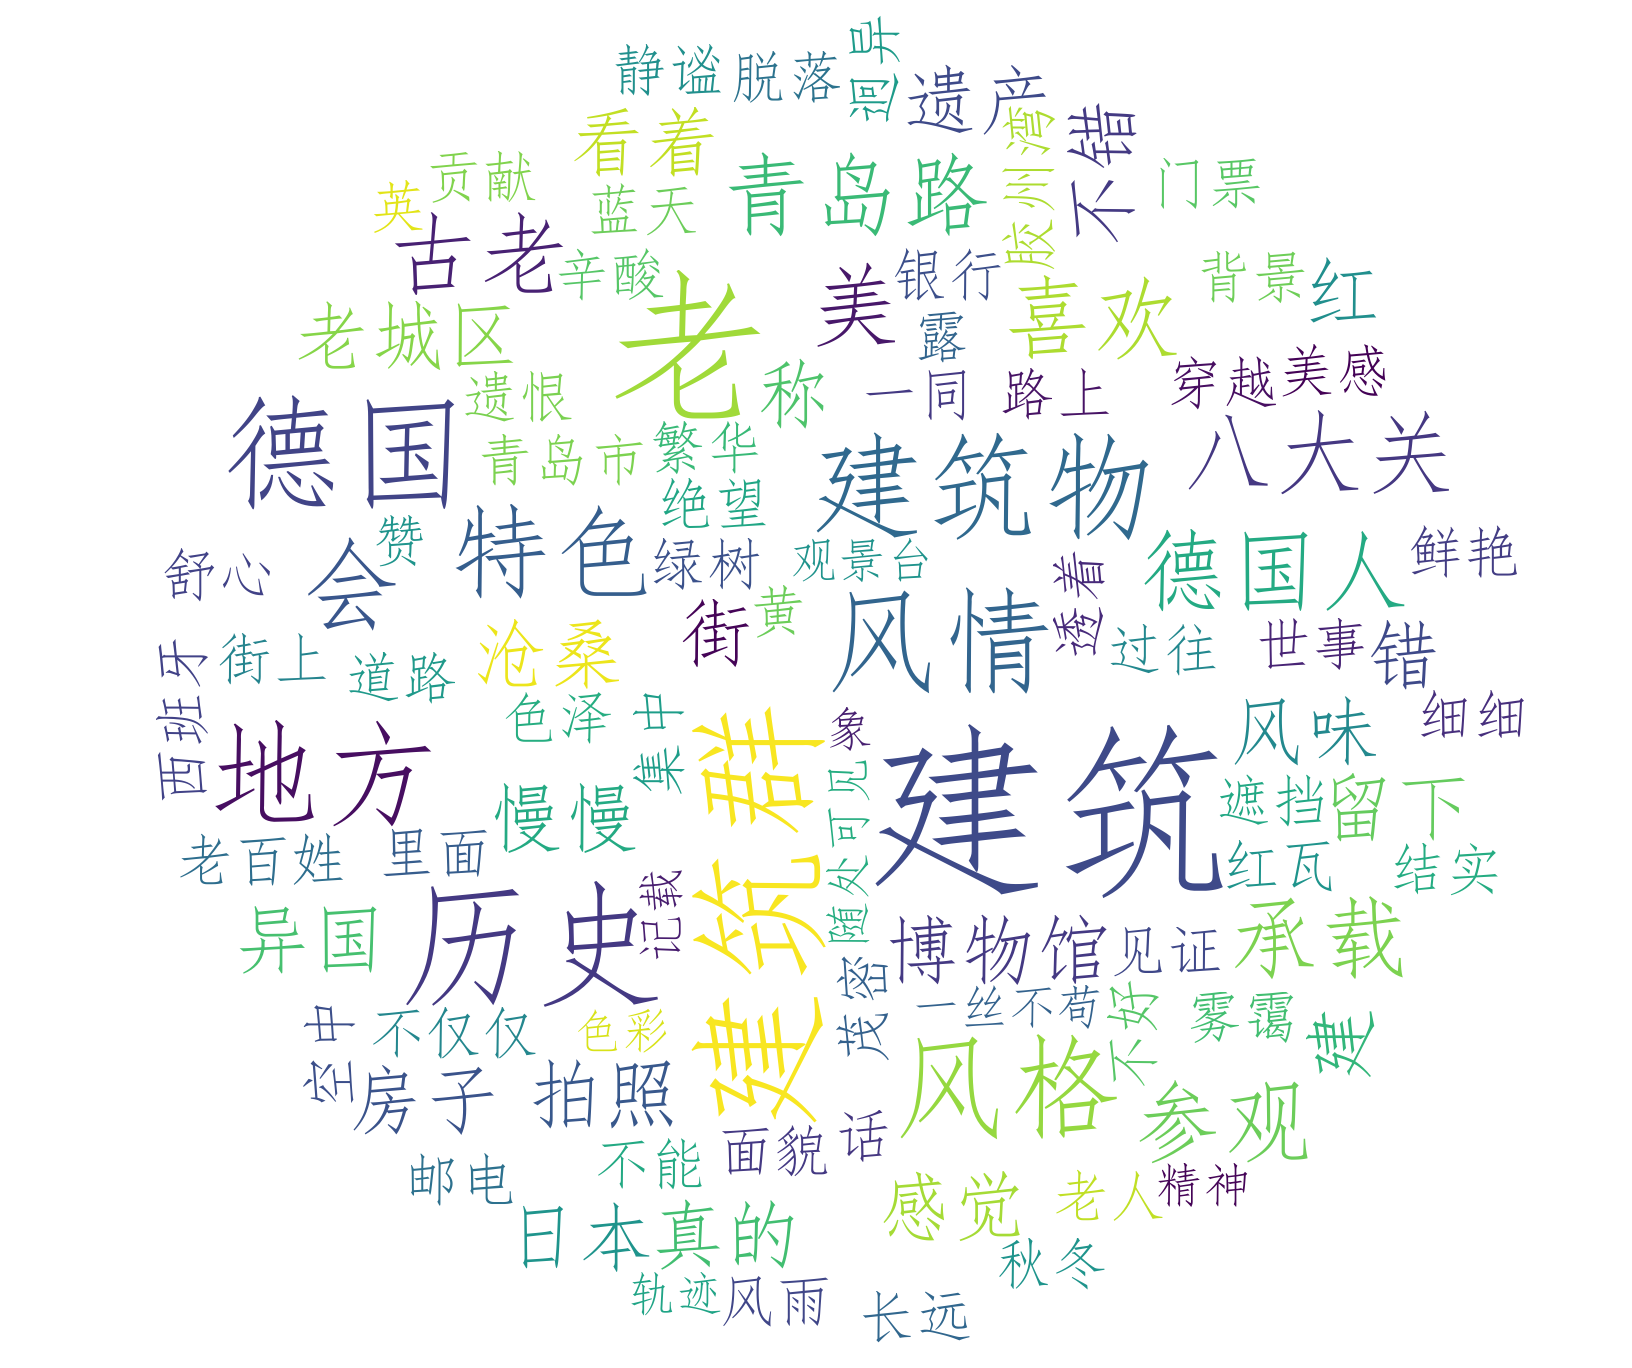 静谧
脱落
迥异
遗产
看着
胶州湾
不错
贡献
英
蓝天
青岛路
门票
古老
辛酸
老
美
银行
喜欢
背景
红
老城区
露
遗恨
称
一同
路上
穿越
美感
德国
青岛市
繁华
建筑物
八大关
绝望
特色
赞
会
舒心
绿树
观景台
透着
德国人
鲜艳
街
黄
风情
沧桑
街上
道路
西班牙
过往
世事
错
色泽
集中
建筑群
象
建筑
风味
细细
地方
慢慢
随处可见
遮挡
留下
老百姓
里面
红瓦
结实
历史
记载
异国
博物馆
见证
承载
茂密
一丝不苟
不好
雾霭
建
空中
不仅仅
色彩
房子
拍照
风格
参观
不能
面貌
话
邮电
感觉
老人
精神
日本
真的
秋冬
轨迹
风雨
长远